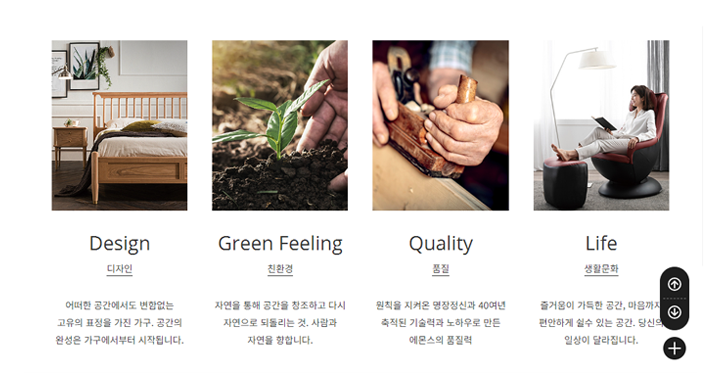 Design
디자인
어떠한 공간에서도 변함없는
고유의 표정을 가진 가구. 공간의
완성은 가구에서부터 시작됩니다.
Green Feeling
친환경
자연을 통해 공간을 창조하고 다시
자연으로 되돌리는 것. 사람과
자연을 향합니다.
Quality
품질
원칙을 지켜온 명장정신과 40여년
축적된 기술력과 노하우로 만든
에몬스의 품질력
Life
생활문화
즐거움이 가득한 공간, 마음까지
편안하게 쉴수 있는 공간. 당신의
일상이 달라집니다.